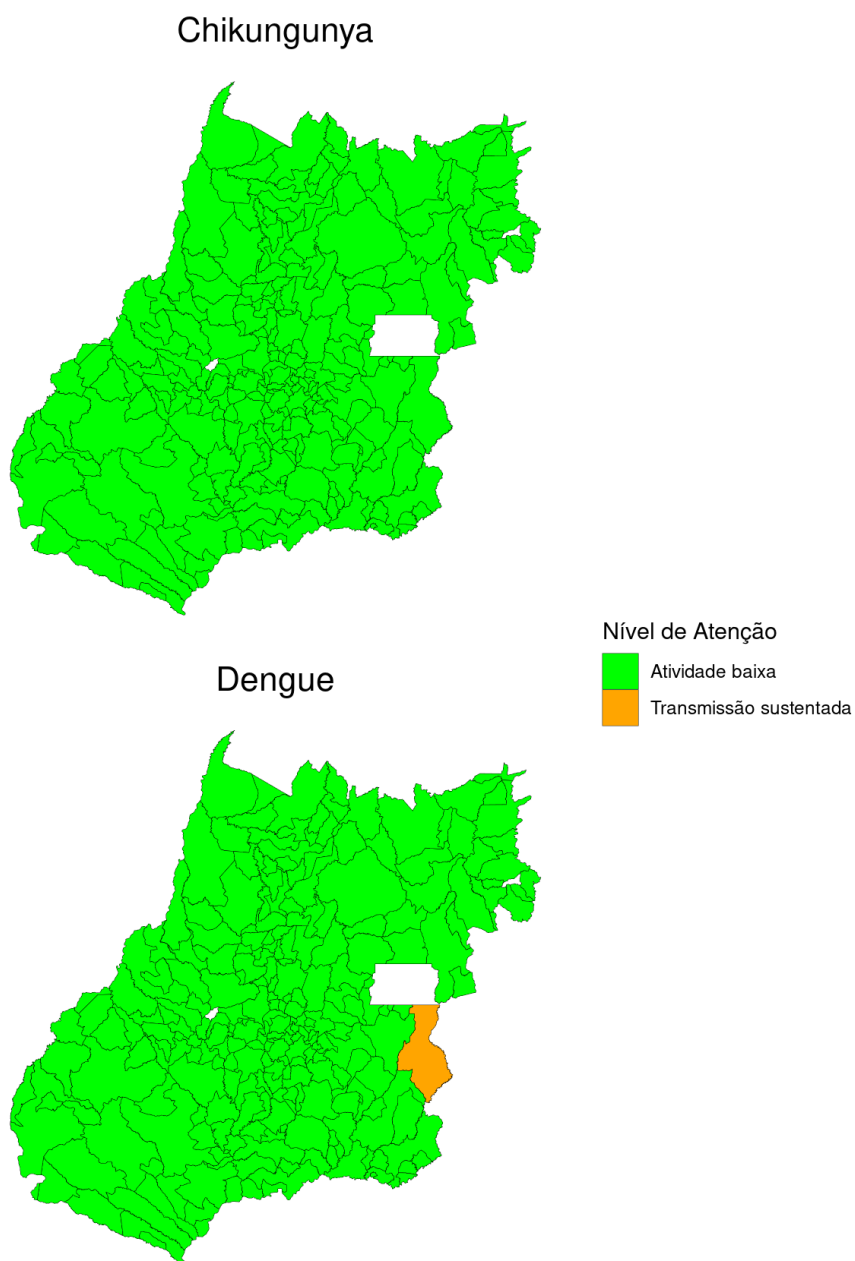 Chikungunya
Nível de Atenção
Atividade baixa
Transmissão sustentada
Dengue